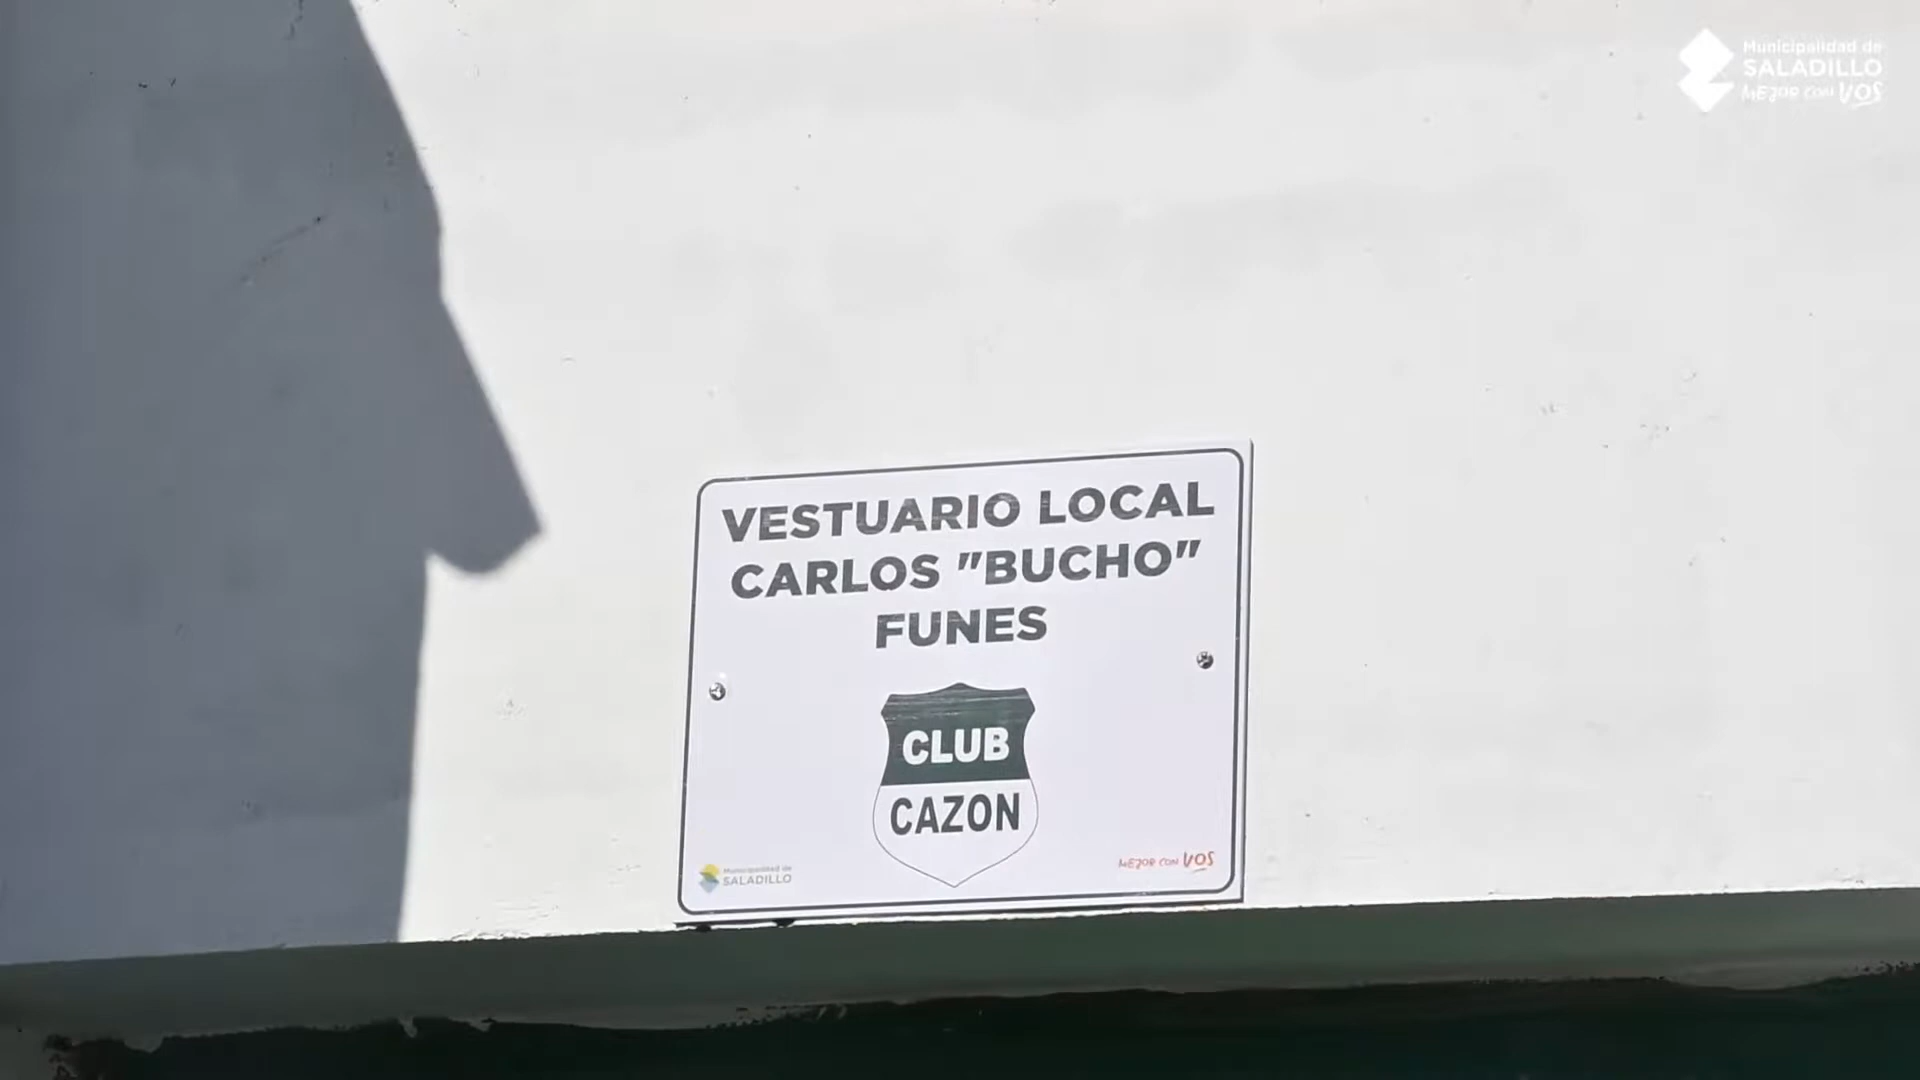 Municipalidad de
SALADILLO
MEJOR CON VOS
VESTUARIO LOCAL
CARLOS "BUCHO"
FUNES
CLUB
CAZON
Municipalidad de
SALADILLO
MEJOR CON VOS